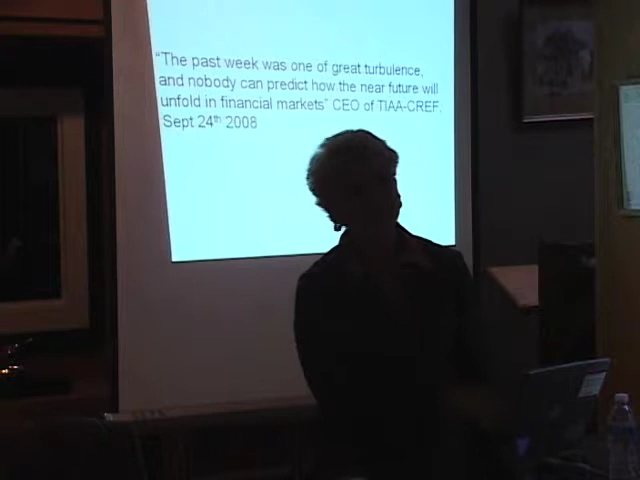 “The past week was one of great turbulence,
and nobody can predict how the near future will
unfold in financial markets” CEO of TIAA-CREF.
Sept 24th 2008